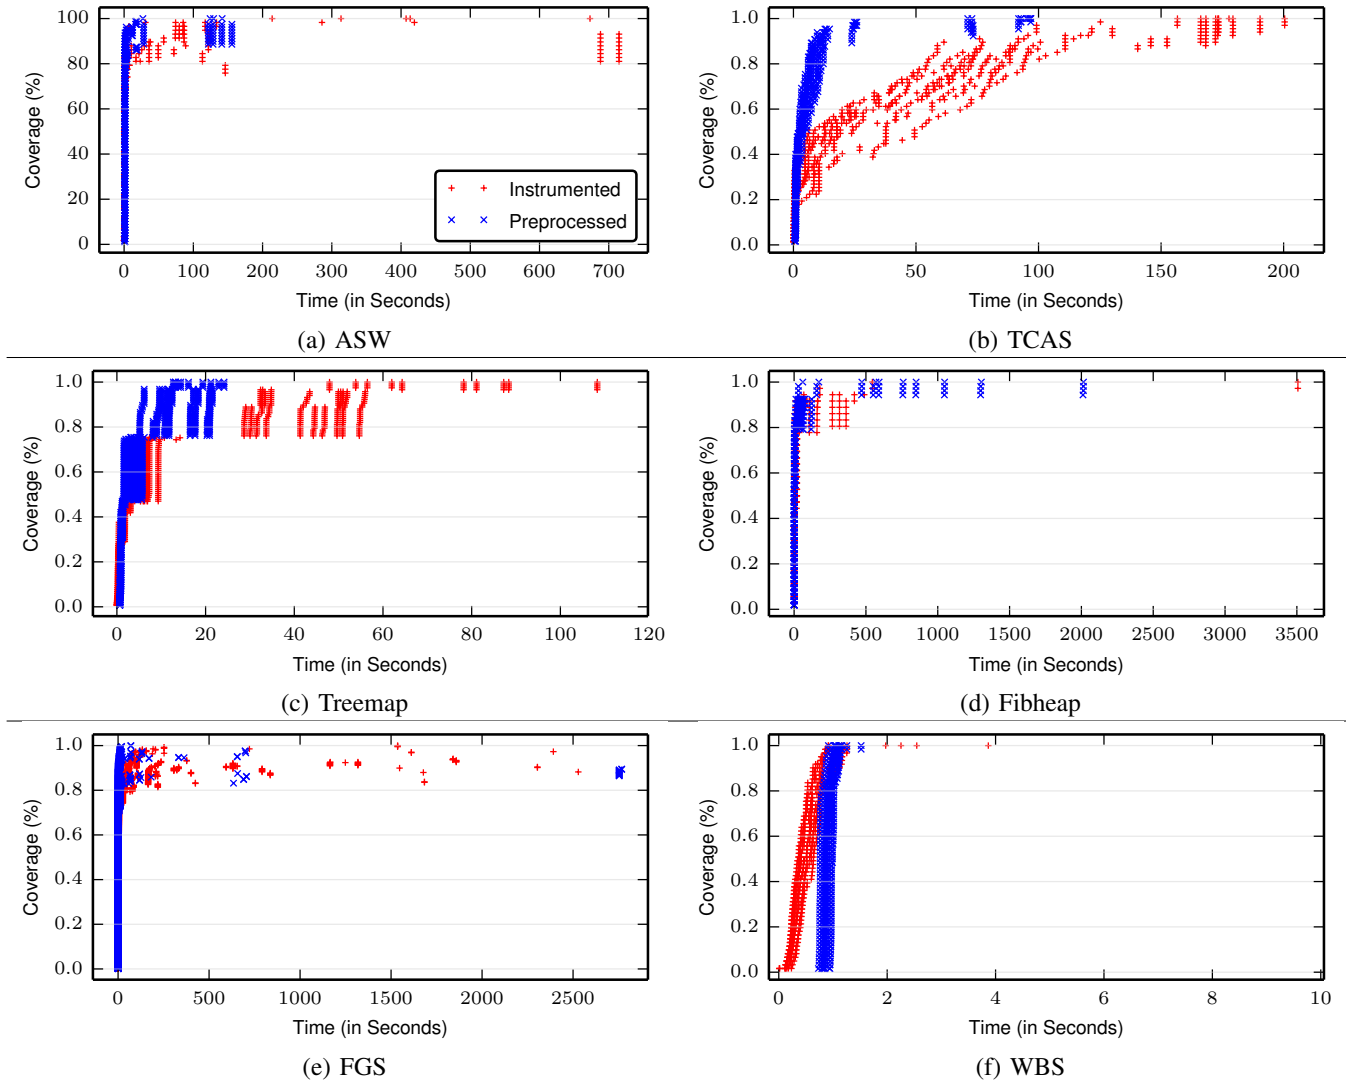 100
80
60
40
20
0
Coverage (%)
Instrumented
Preprocessed
0 100 200 300 400 500 600 700
Time (in Seconds)
(a) ASW
1.0
0.8
0.6
0.4
0.2
0.0
Coverage (%)
0 50 100 150 200
Time (in Seconds)
(b) TCAS
1.0
0.8
0.6
0.4
0.2
0.0
Coverage (%)
0 20 40 60 80 100 120
Time (in Seconds)
(c) Treemap
1.0
0.8
0.6
0.4
0.2
0.0
Coverage (%)
0 500 1000 1500 2000 2500 3000 3500
Time (in Seconds)
(d) Fibheap
1.0
0.8
0.6
0.4
0.2
0.0
Coverage (%)
0 500 1000 1500 2000 2500
Time (in Seconds)
(e) FGS
1.0
0.8
0.6
0.4
0.2
0.0
Coverage (%)
0 2 4 6 8 10
Time (in Seconds)
(f) WBS